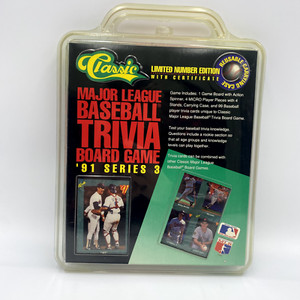 Classic
LIMITED NUMBER EDITION
WITH CERTIFICATE
REUSABLE CARRYING CASE
MAJOR LEAGUE
BASEBALL
TRIVIA
BOARD GAME
'91 SERIES 3
Game Includes: 1 Game Board with Action
Spinner, 4 MICRO Player Pieces with 4
Stands, Carrying Case, and 99 Baseball
player trivia cards unique to Classic
Major League Baseball Trivia Board Game.
Test your baseball trivia knowledge.
Questions include a rookie section so
that all age groups and knowledge
levels can play together.
Trivia cards can be combined with
other Classic Major League
Baseball Board Games.